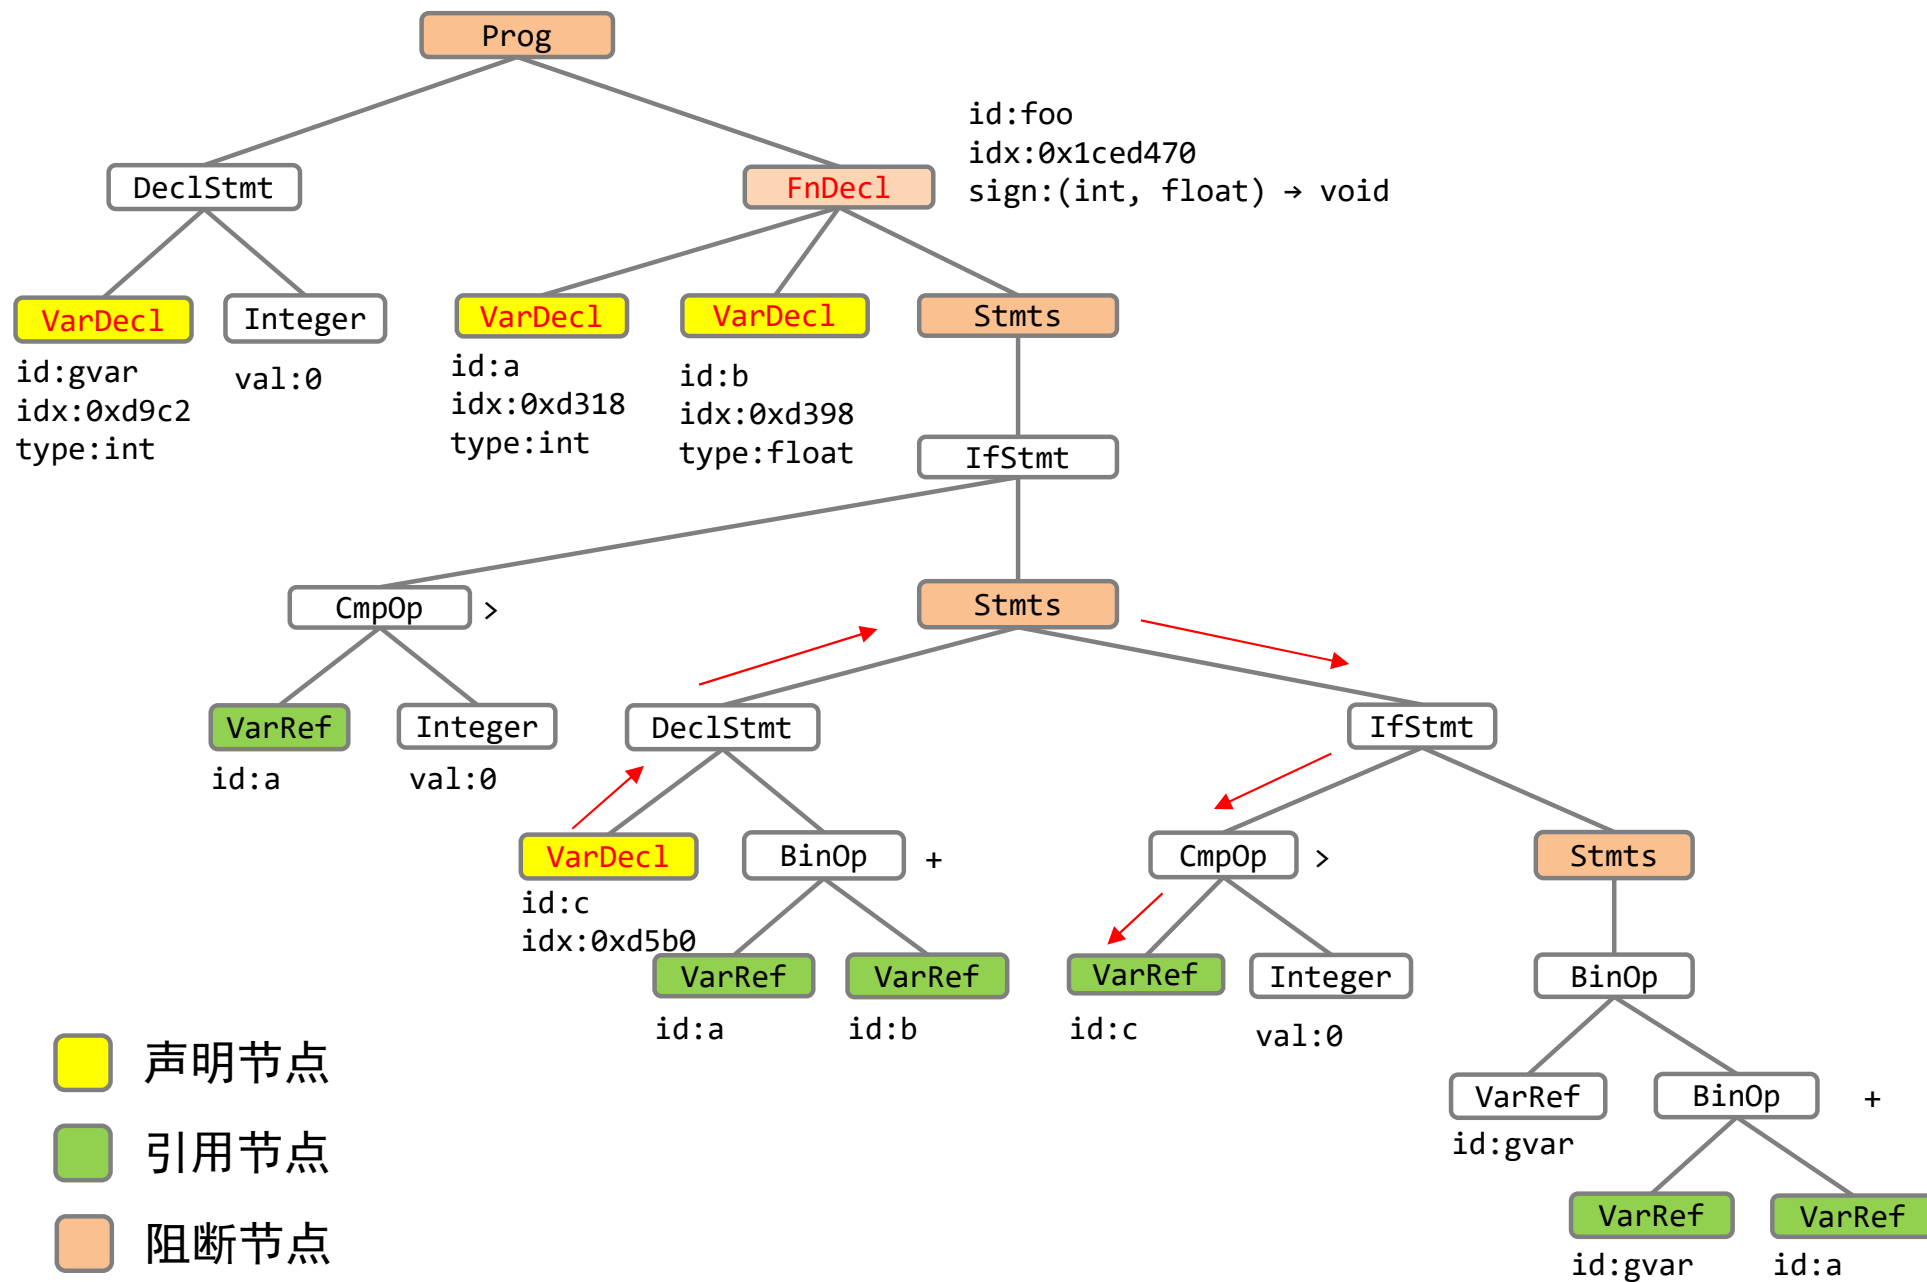 Prog
id:foo
idx:0x1ced470
sign:(int, float) → void
DeclStmt
FnDecl
VarDecl
Integer
VarDecl
VarDecl
Stmts
id:gvar
idx:0xd9c2
type:int
val:0
id:a
idx:0xd318
type:int
id:b
idx:0xd398
type:float
IfStmt
CmpOp >
Stmts
VarRef
Integer
DeclStmt
IfStmt
id:a
val:0
VarDecl
BinOp +
CmpOp >
Stmts
id:c
idx:0xd5b0
VarRef
VarRef
VarRef
Integer
BinOp
id:a
id:b
id:c
val:0
声明节点
VarRef
BinOp +
id:gvar
引用节点
VarRef
VarRef
阻断节点
id:gvar
id:a